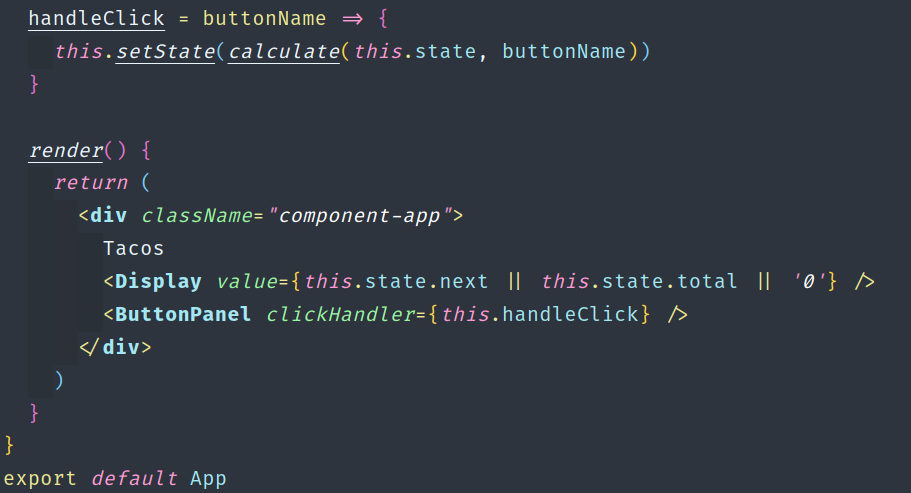 handleClick = buttonName => {
this.setState(calculate(this.state, buttonName))
}
render() {
return (
<div className="component-app">
Tacos
<Display value={this.state.next || this.state.total || '0'} />
<ButtonPanel clickHandler={this.handleClick} />
</div>
)
}
}
export default App